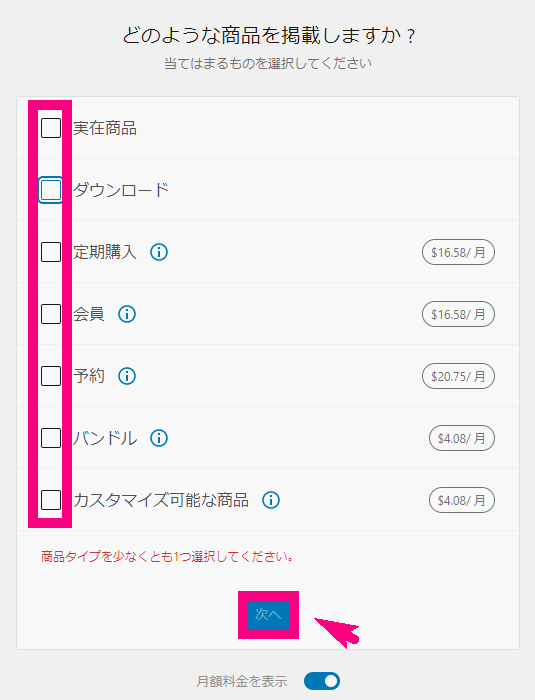 どのような商品を掲載しますか ?
当てはまるものを選択してください
実在商品
ダウンロード
定期購入 $16.58/ 月
会員 $16.58/ 月
予約 $20.75/ 月
バンドル $4.08/ 月
カスタマイズ可能な商品 $4.08/ 月
商品タイプを少なくとも1つ選択してください。
次へ
月額料金を表示